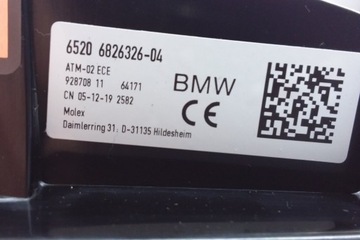 6520 6826326-04
ATM-02 ECE
928708 11 64171
CN 05-12-19 2582
BMW
CE
Molex
Daimlerring 31, D-31135 Hildesheim